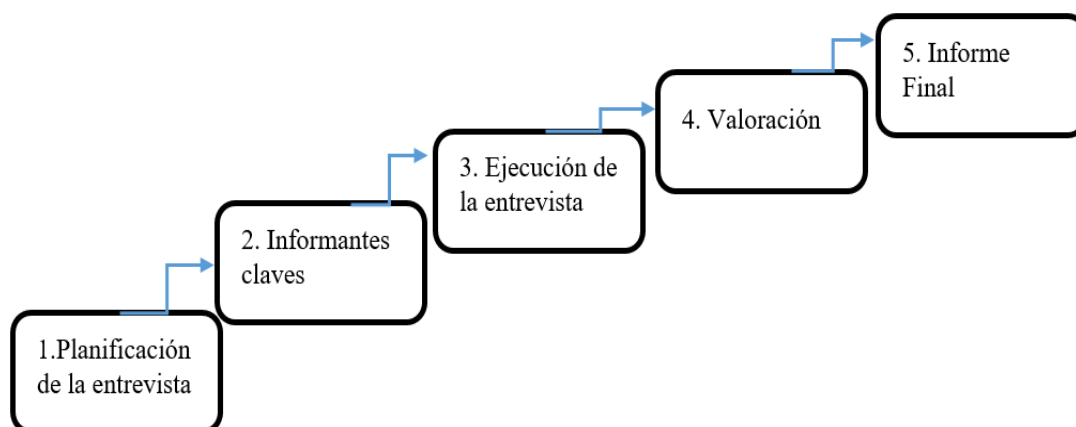 1.Planificación
de la entrevista
2. Informantes
claves
3. Ejecución de
la entrevista
4. Valoración
5. Informe
Final